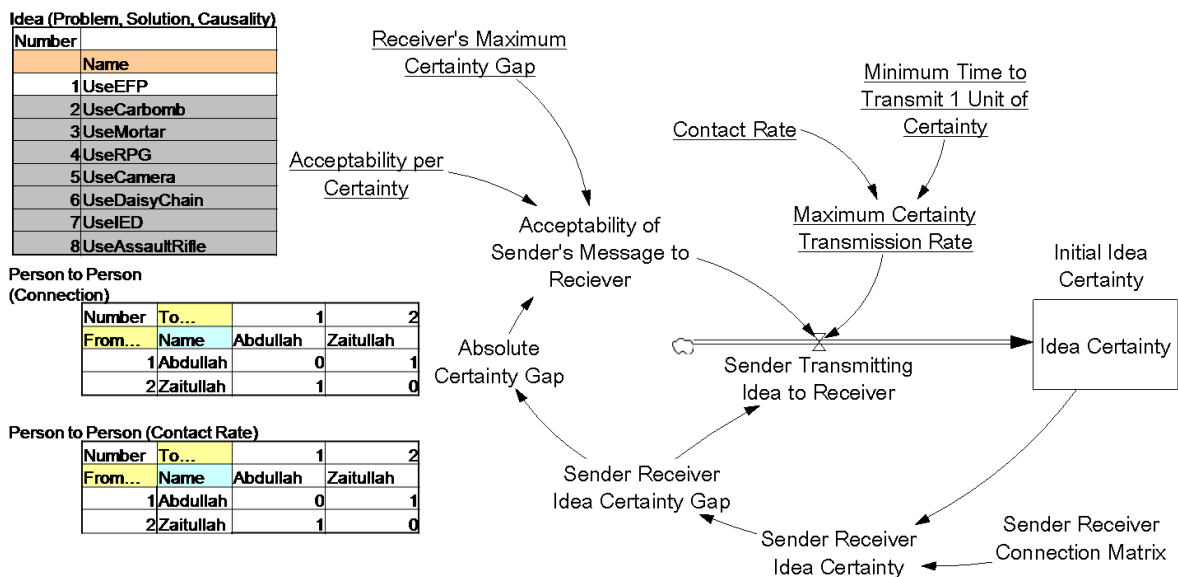 Idea (Problem, Solution, Causality)
Number
Name
1 UseEFP
2 UseCarbomb
3 UseMortar
4 UseRPG
5 UseCamera
6 UseDaisyChain
7 UseIED
8 UseAssaultRifle
Person to Person
(Connection)
Number To... 1 2
From... Name Abdullah Zaitullah
1 Abdullah 0 1
2 Zaitullah 1 0
Person to Person (Contact Rate)
Number To... 1 2
From... Name Abdullah Zaitullah
1 Abdullah 0 1
2 Zaitullah 1 0
Receiver's Maximum
Certainty Gap
Minimum Time to
Transmit 1 Unit of
Certainty
Contact Rate
Acceptability per
Certainty
Acceptability of
Sender's Message to
Reciever
Maximum Certainty
Transmission Rate
Initial Idea
Certainty
Idea Certainty
Absolute
Certainty Gap
Sender Transmitting
Idea to Receiver
Sender Receiver
Idea Certainty Gap
Sender Receiver
Idea Certainty
Sender Receiver
Connection Matrix